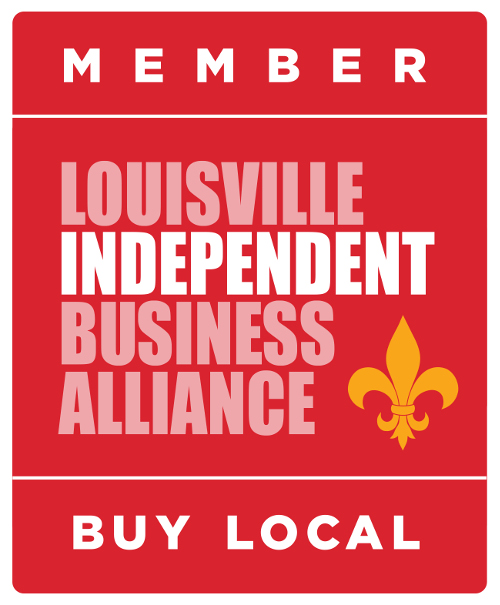 MEMBER
LOUISVILLE
INDEPENDENT
BUSINESS
ALLIANCE
BUY LOCAL